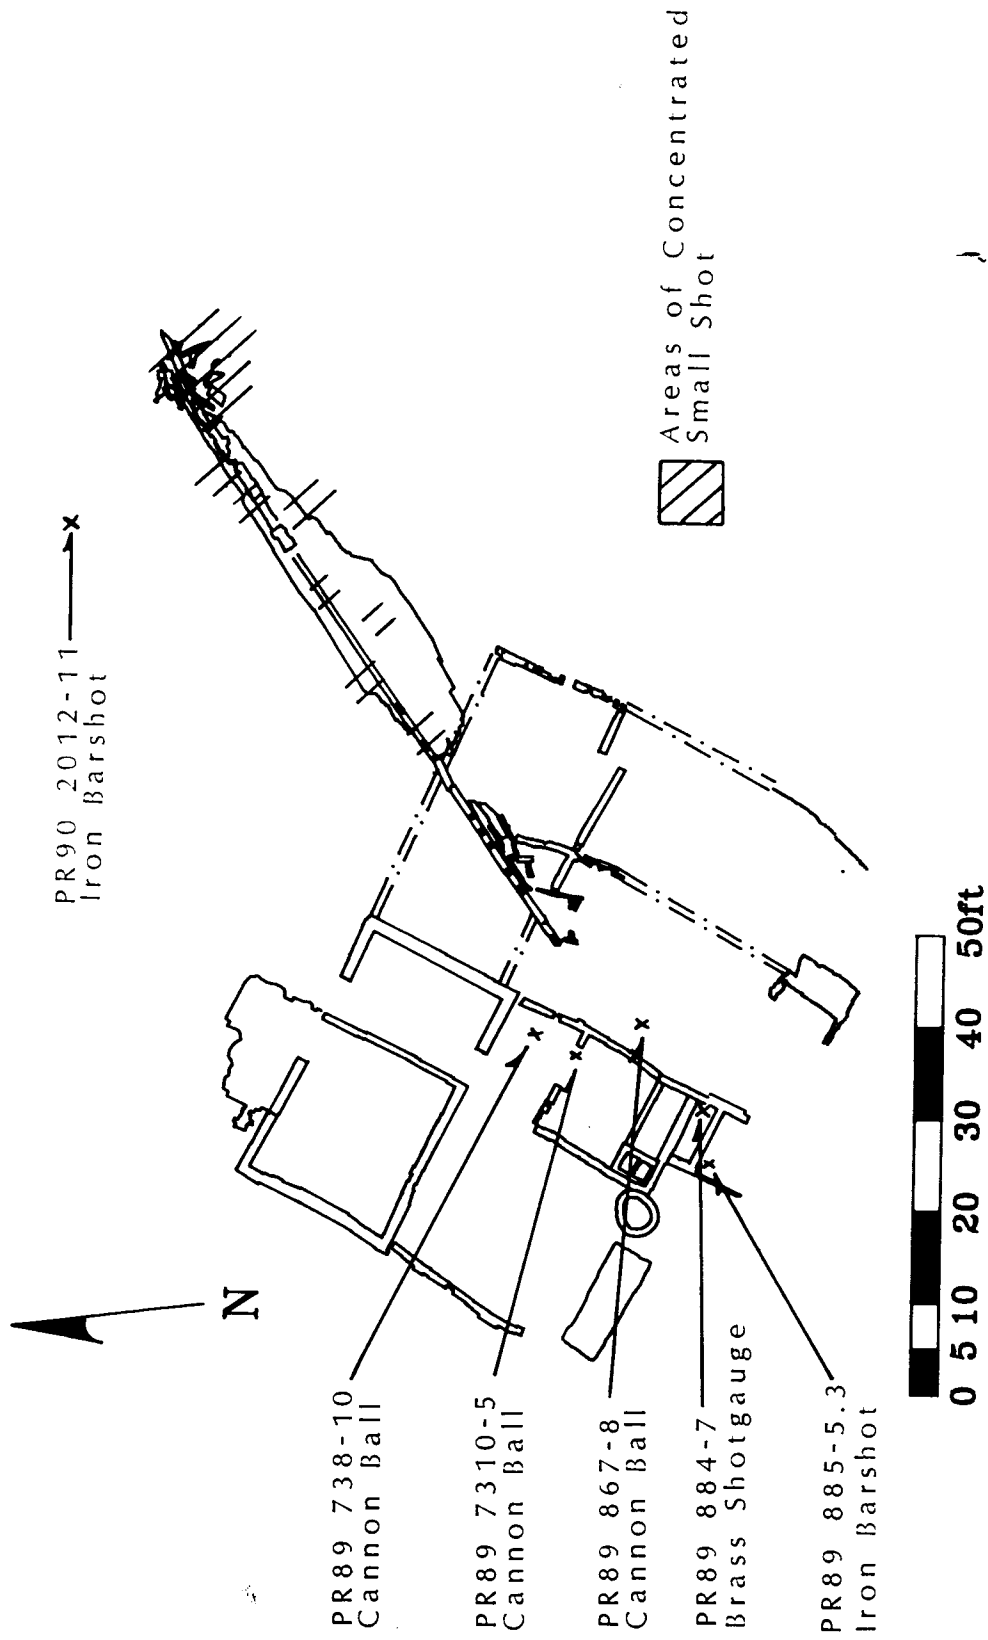 PR90 2012-11
Iron Barshot
Areas of Concentrated
Small Shot
N
PR89 738-10
Cannon Ball
PR89 7310-5
Cannon Ball
PR89 867-8
Cannon Ball
PR89 884-7
Brass Shotgauge
PR89 885-5.3
Iron Barshot
0 5 10 20 30 40 50ft